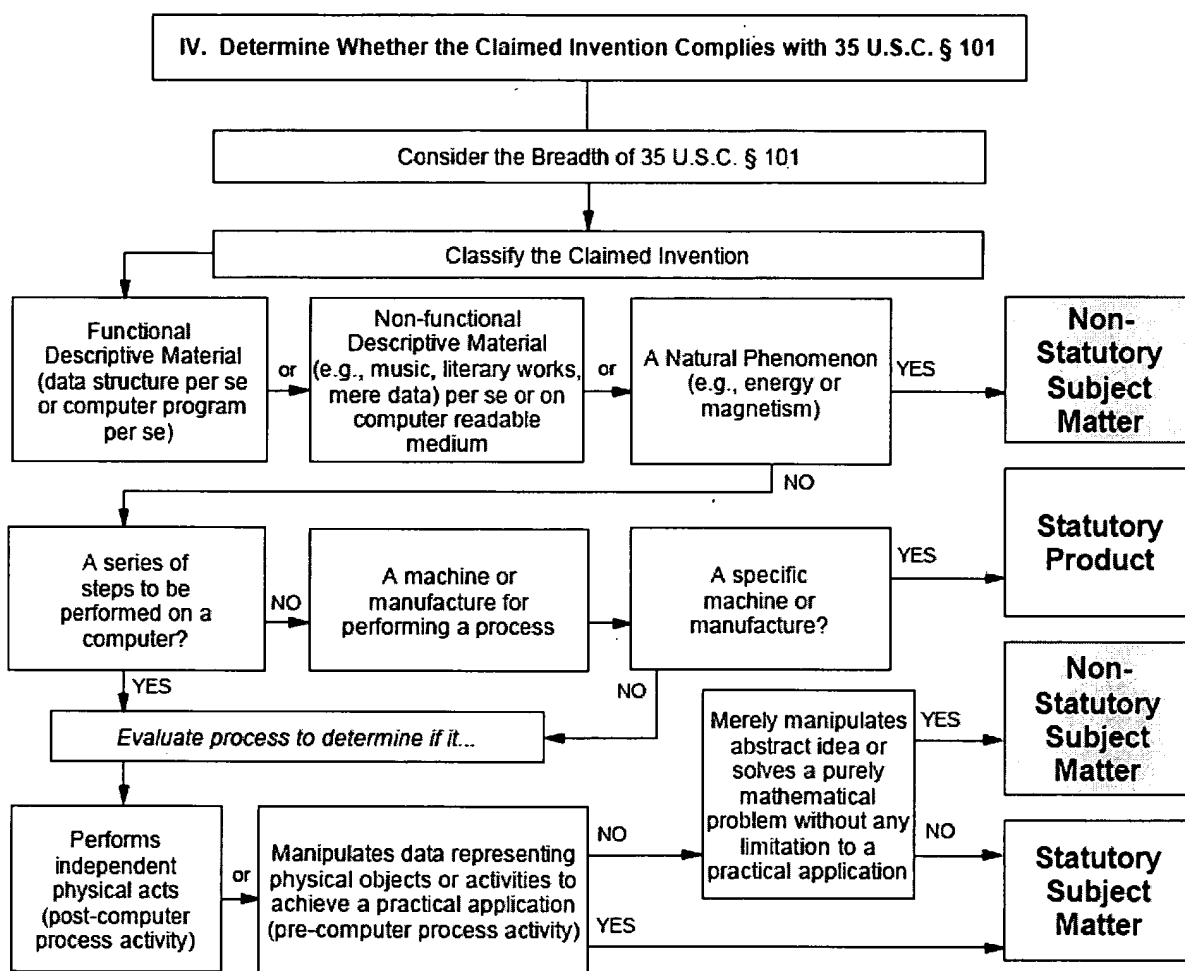 IV. Determine Whether the Claimed Invention Complies with 35 U.S.C. § 101
Consider the Breadth of 35 U.S.C. § 101
Classify the Claimed Invention
Functional
Descriptive Material
(data structure per se
or computer program
per se)
or
Non-functional
Descriptive Material
(e.g., music, literary works,
mere data) per se or on
computer readable
medium
or
A Natural Phenomenon
(e.g., energy or
magnetism)
YES
Non-
Statutory
Subject
Matter
NO
A series of
steps to be
performed on a
computer?
NO
A machine or
manufacture for
performing a process
A specific
machine or
manufacture?
YES
Statutory
Product
YES
NO
Evaluate process to determine if it...
Merely manipulates
abstract idea or
solves a purely
mathematical
problem without any
limitation to a
practical application
YES
Non-
Statutory
Subject
Matter
Performs
independent
physical acts
(post-computer
process activity)
or
Manipulates data representing
physical objects or activities to
achieve a practical application
(pre-computer process activity)
NO
NO
YES
Statutory
Subject
Matter